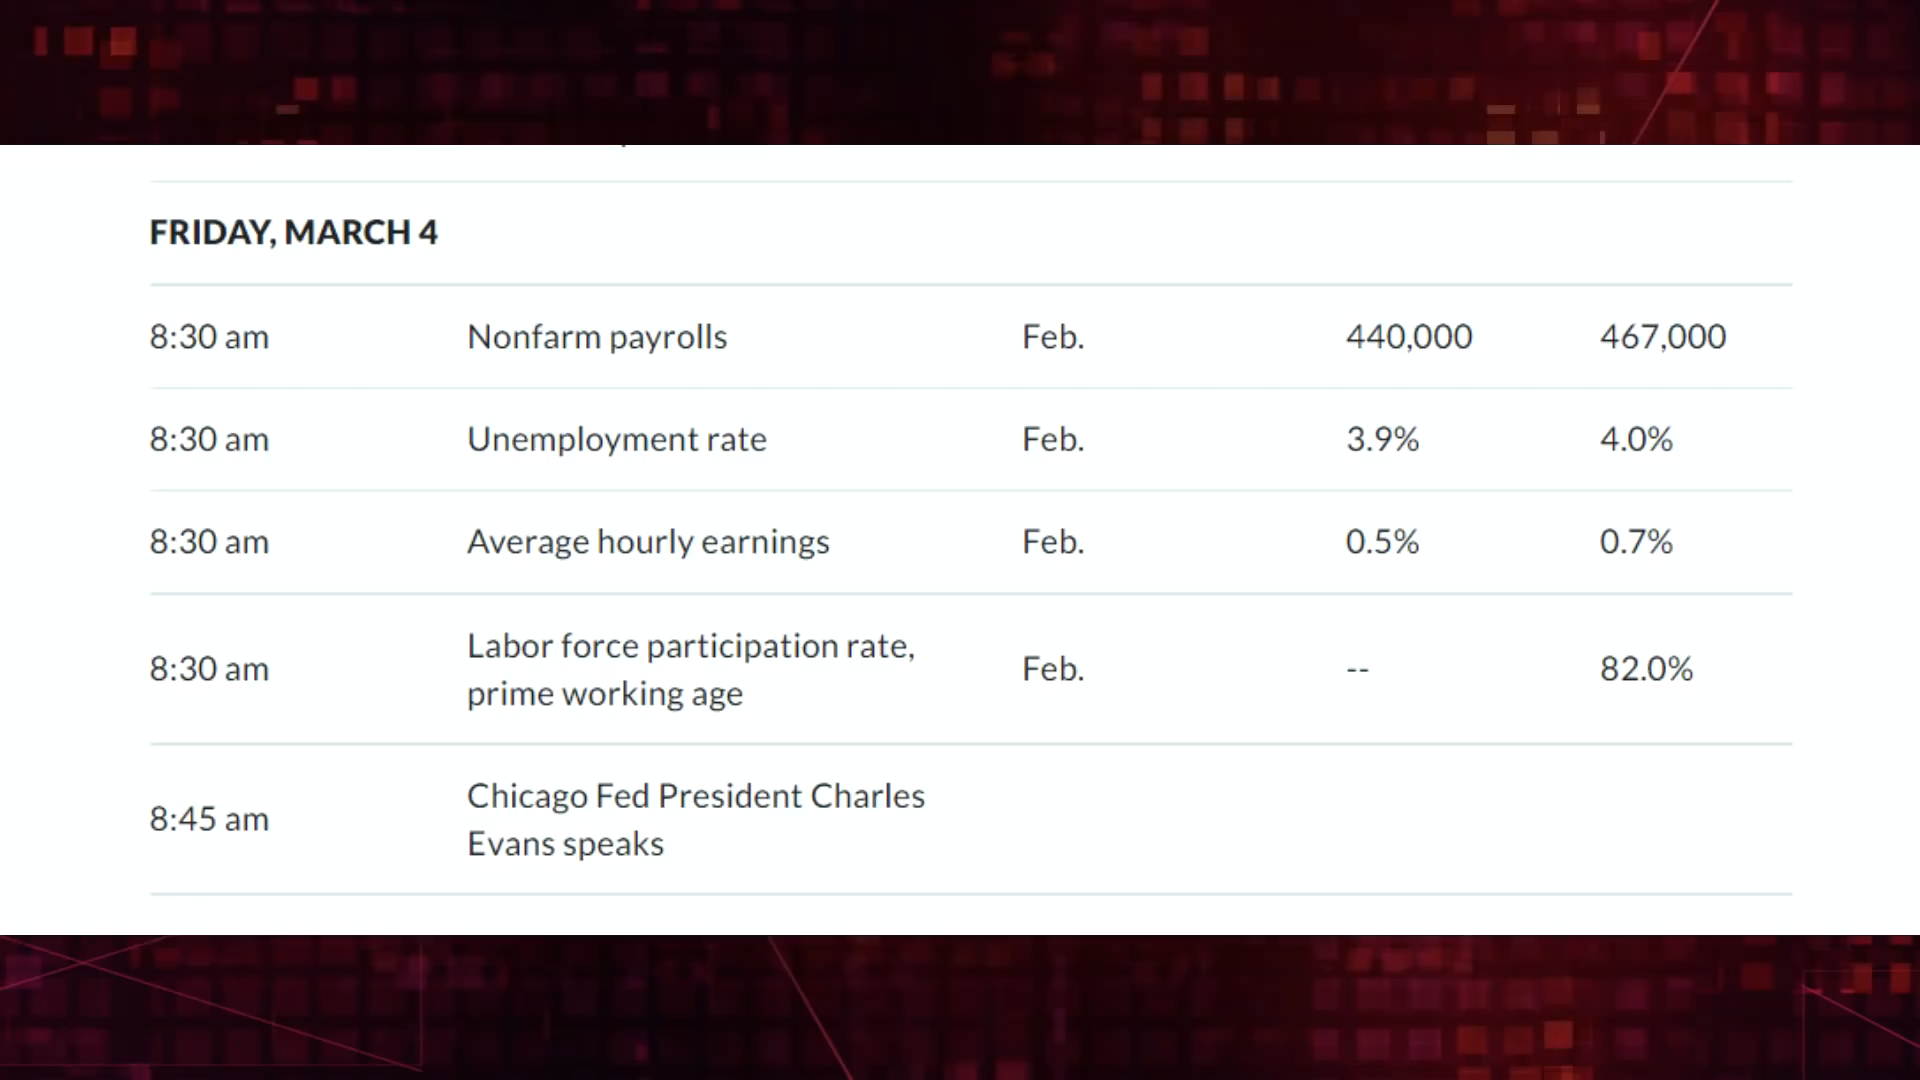 FRIDAY, MARCH 4
8:30 am Nonfarm payrolls Feb. 440,000 467,000
8:30 am Unemployment rate Feb. 3.9% 4.0%
8:30 am Average hourly earnings Feb. 0.5% 0.7%
8:30 am Labor force participation rate,
prime working age Feb. -- 82.0%
8:45 am Chicago Fed President Charles
Evans speaks